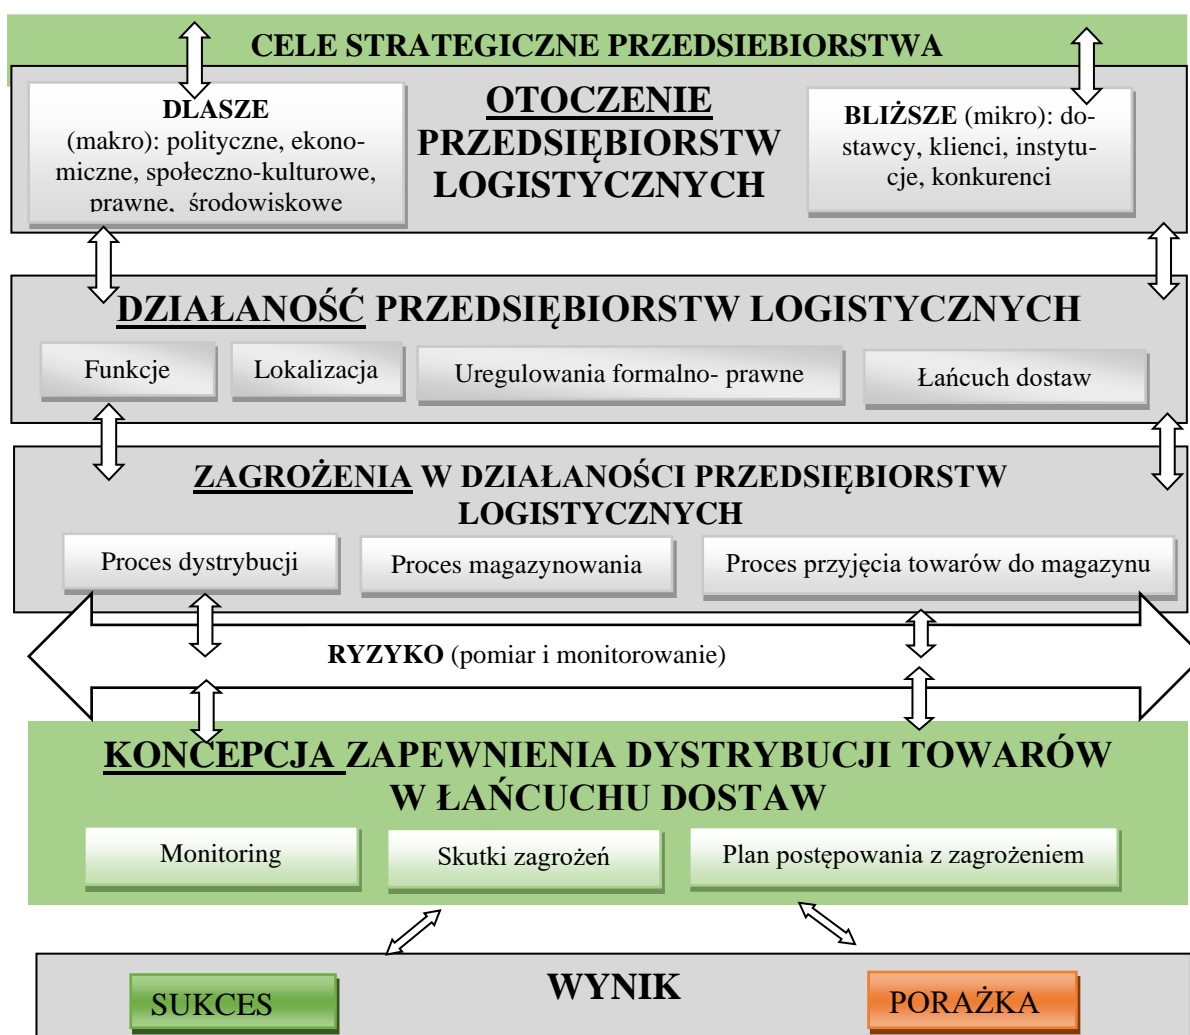 CELE STRATEGICZNE PRZEDSIEBIORSTWA
DLASZE
(makro): polityczne, ekono-
miczne, społeczno-kulturowe,
prawne, środowiskowe
OTOCZENIE
PRZEDSIĘBIORSTW
LOGISTYCZNYCH
BLIŻSZE (mikro): do-
stawcy, klienci, instytu-
cje, konkurenci
DZIAŁANOŚĆ PRZEDSIĘBIORSTW LOGISTYCZNYCH
Funkcje
Lokalizacja
Uregulowania formalno- prawne
Łańcuch dostaw
ZAGROŻENIA W DZIAŁANOŚCI PRZEDSIĘBIORSTW
LOGISTYCZNYCH
Proces dystrybucji
Proces magazynowania
Proces przyjęcia towarów do magazynu
RYZYKO (pomiar i monitorowanie)
KONCEPCJA ZAPEWNIENIA DYSTRYBUCJI TOWARÓW
W ŁAŃCUCHU DOSTAW
Monitoring
Skutki zagrożeń
Plan postępowania z zagrożeniem
WYNIK
SUKCES
PORAŻKA